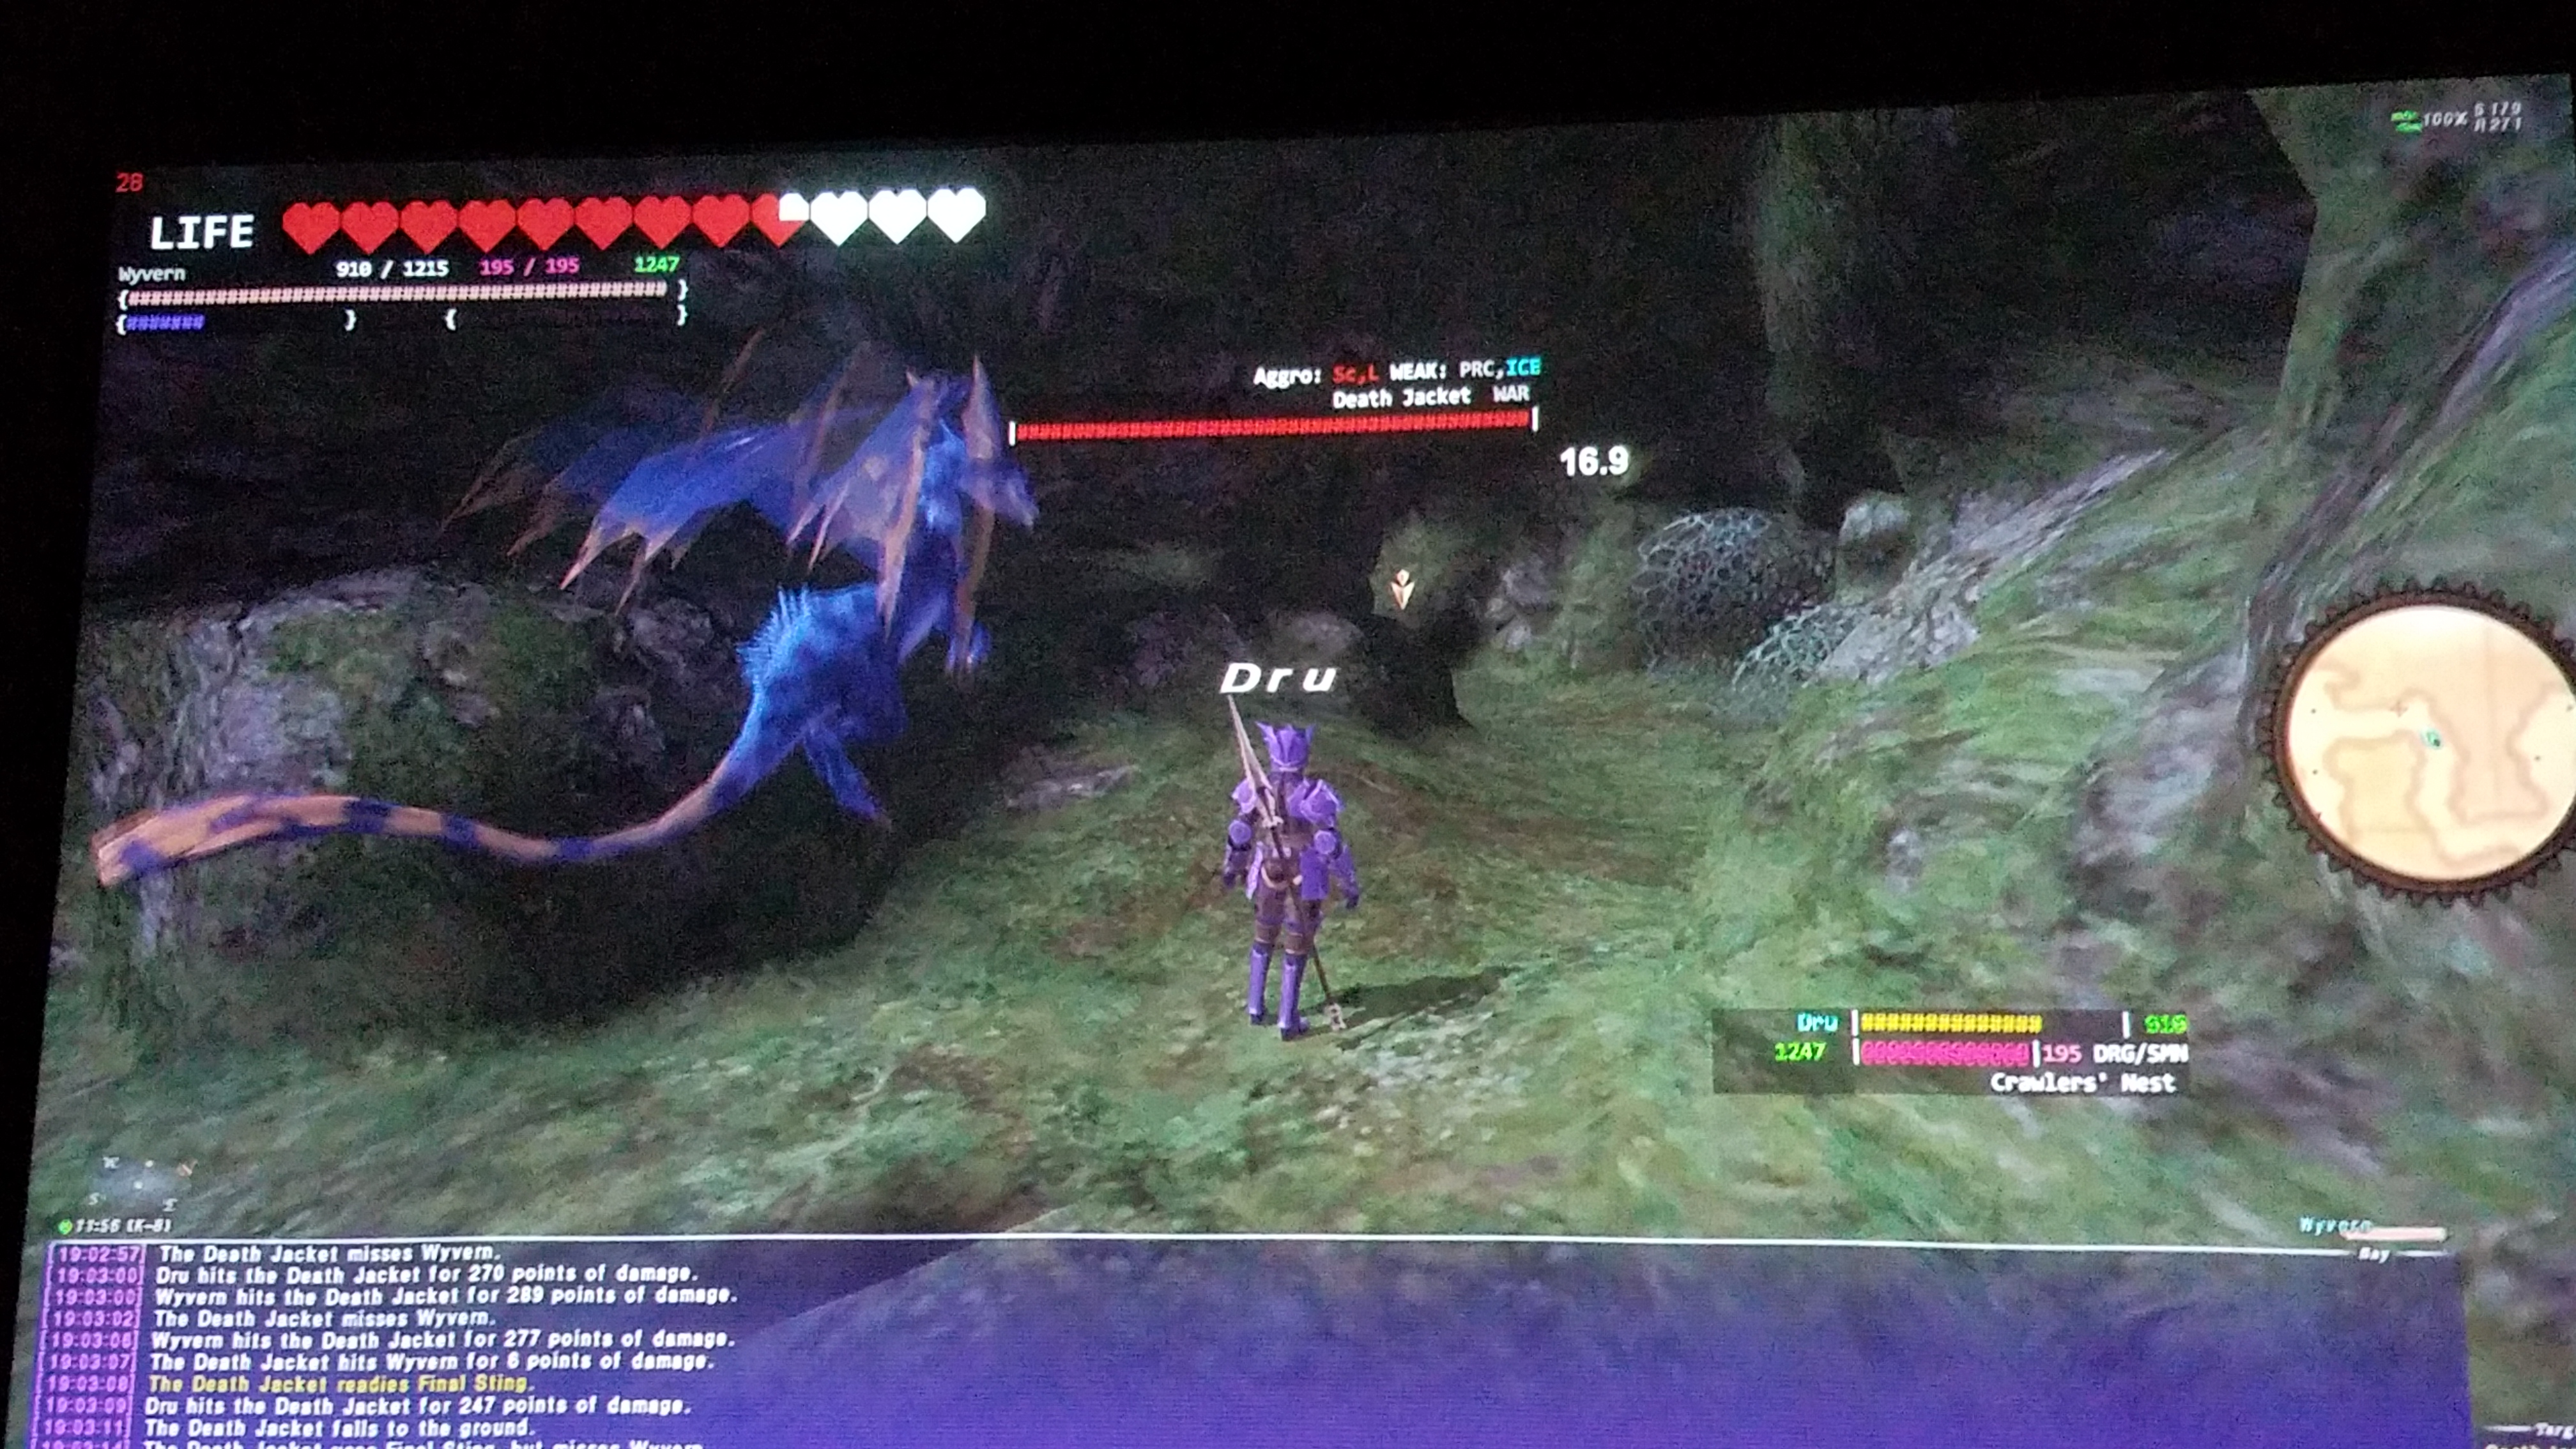 28
LIFE
Wyvern 910 / 1215 195 / 195 1247
Aggro: Sc,L WEAK: PRC,ICE
Death Jacket WAR
16.9
100%
Dru
Dru 910
1247 195 DRG/SMN
Crawlers' Nest
Wyvern
[19:02:57] The Death Jacket misses Wyvern.
[19:03:00] Dru hits the Death Jacket for 270 points of damage.
[19:03:00] Wyvern hits the Death Jacket for 289 points of damage.
[19:03:02] The Death Jacket misses Wyvern.
[19:03:06] Wyvern hits the Death Jacket for 277 points of damage.
[19:03:07] The Death Jacket hits Wyvern for 6 points of damage.
[19:03:08] The Death Jacket readies Final Sting.
[19:03:09] Dru hits the Death Jacket for 247 points of damage.
[19:03:11] The Death Jacket falls to the ground.